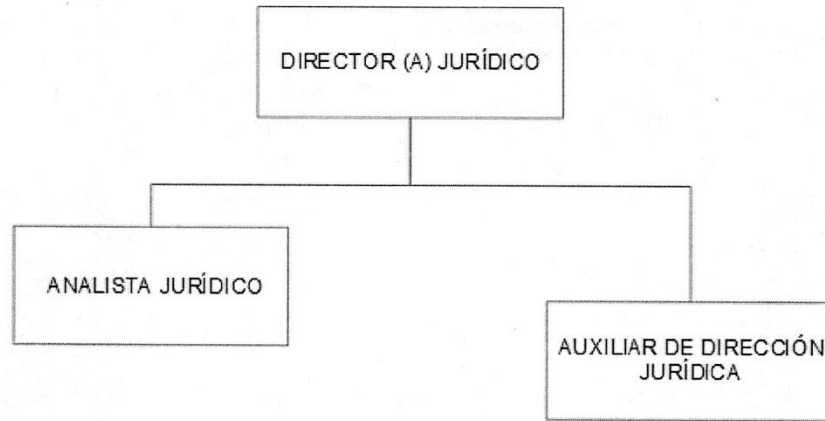 DIRECTOR (A) JURÍDICO
ANALISTA JURÍDICO
AUXILIAR DE DIRECCIÓN
JURÍDICA